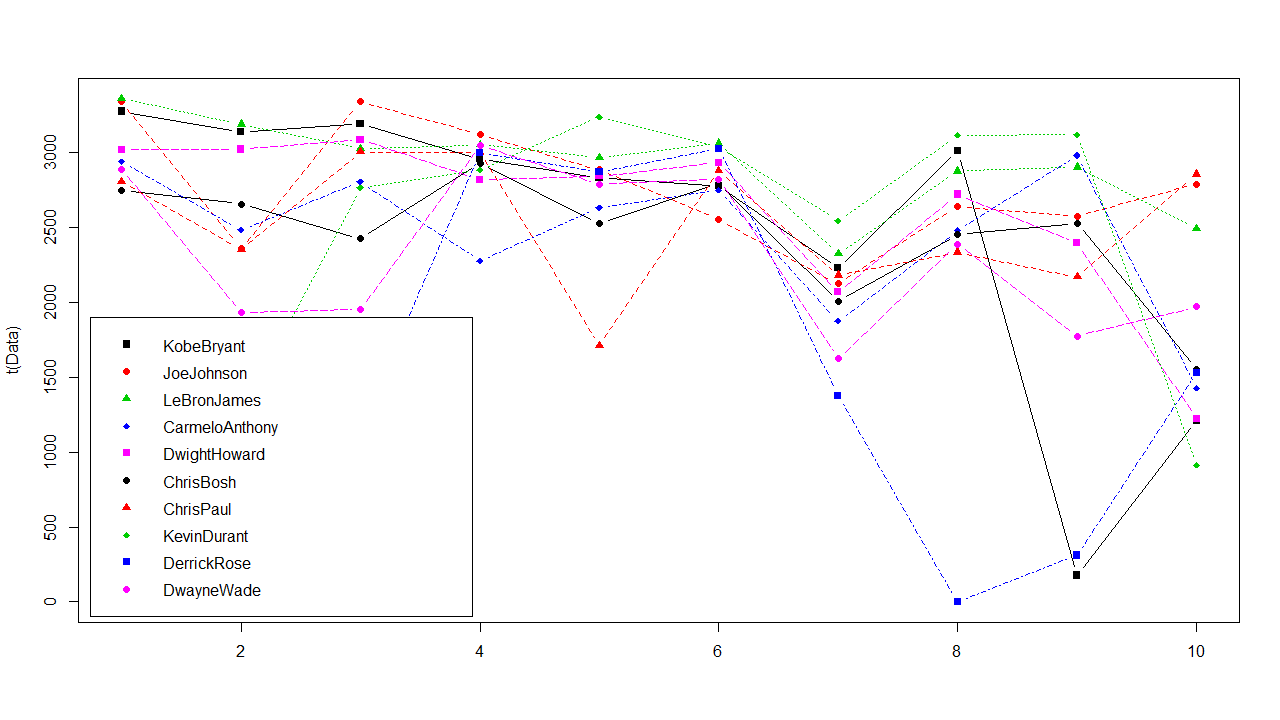 t(Data)
3000
2500
2000
1500
1000
500
0
KobeBryant
JoeJohnson
LeBronJames
CarmeloAnthony
DwightHoward
ChrisBosh
ChrisPaul
KevinDurant
DerrickRose
DwayneWade
2 4 6 8 10